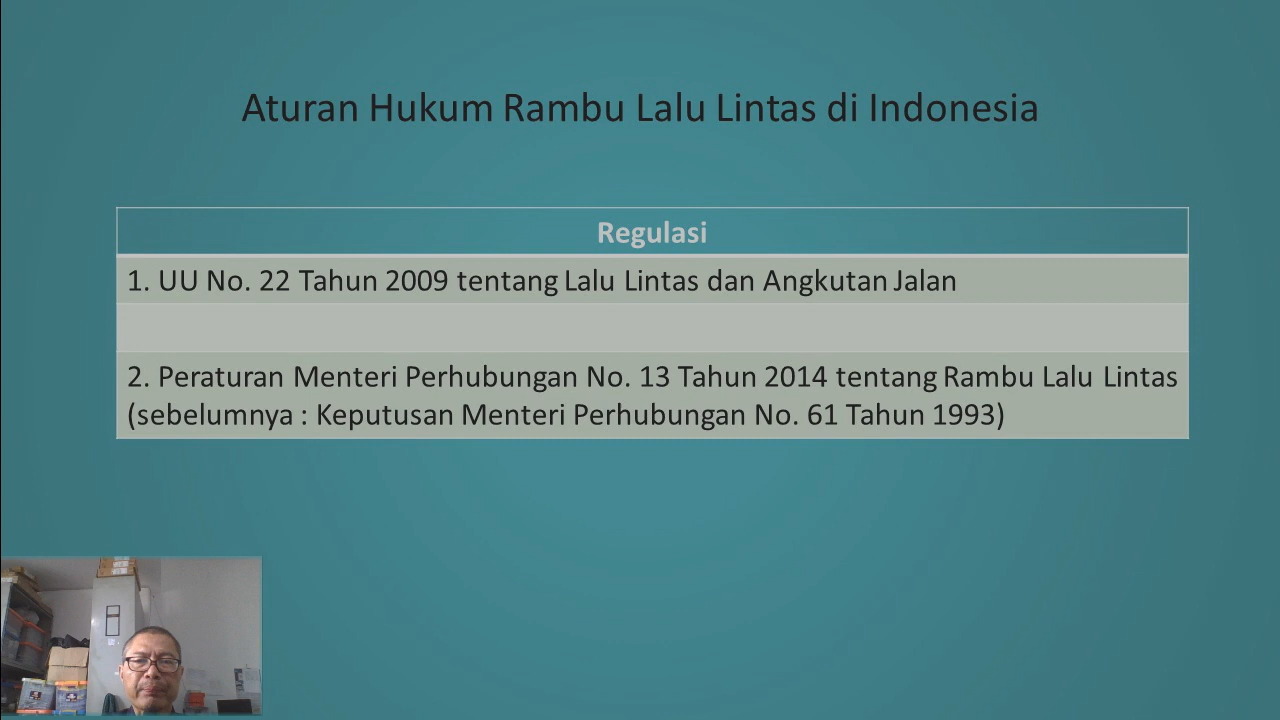 Aturan Hukum Rambu Lalu Lintas di Indonesia
Regulasi
1. UU No. 22 Tahun 2009 tentang Lalu Lintas dan Angkutan Jalan
2. Peraturan Menteri Perhubungan No. 13 Tahun 2014 tentang Rambu Lalu Lintas
(sebelumnya : Keputusan Menteri Perhubungan No. 61 Tahun 1993)